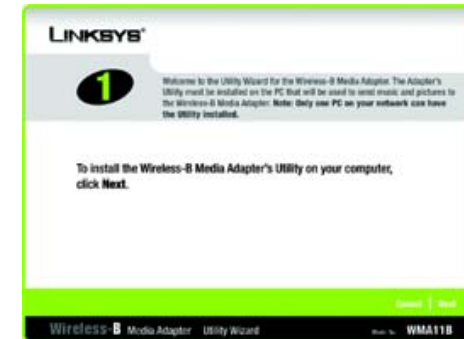 LINKSYS®
1
Welcome to the Utility Wizard for the Wireless-B Media Adapter. The Adapter's
Utility must be installed on the PC that will be used to send music and pictures to
the Wireless-B Media Adapter. Note: Only one PC on your network can have
the Utility installed.
To install the Wireless-B Media Adapter's Utility on your computer,
click Next.
Cancel | Next
Wireless-B Media Adapter Utility Wizard
Model No. WMA11B